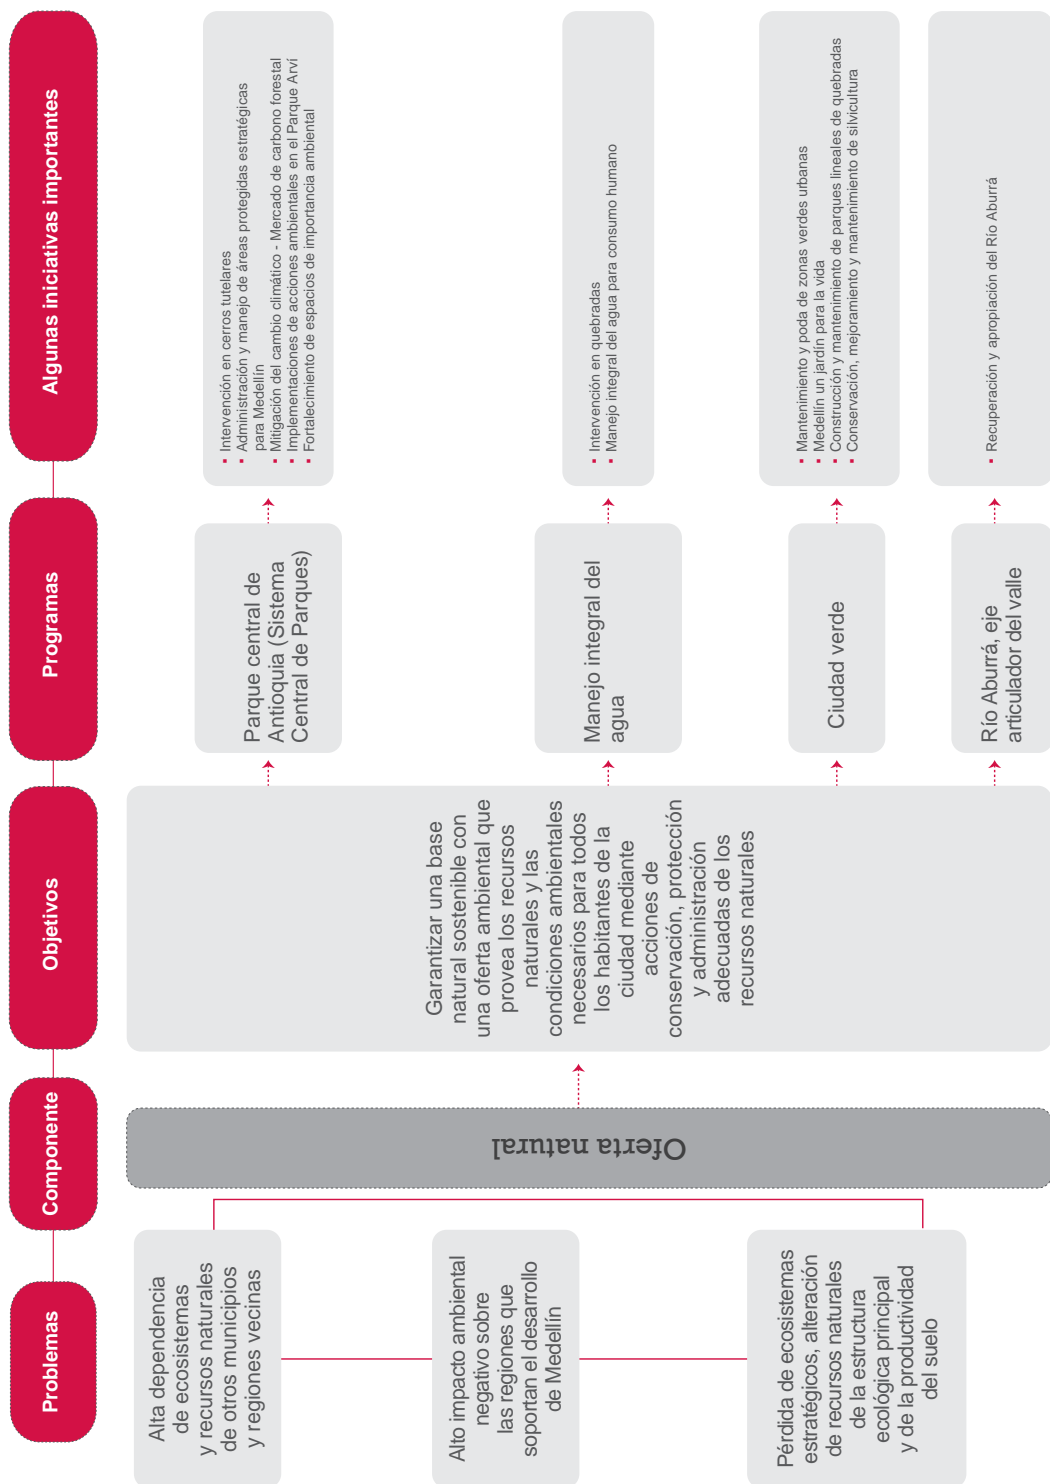 Problemas
Componente
Objetivos
Programas
Algunas iniciativas importantes
Alta dependencia
de ecosistemas
y recursos naturales
de otros municipios
y regiones vecinas
Alto impacto ambiental
negativo sobre
las regiones que
soportan el desarrollo
de Medellín
Pérdida de ecosistemas
estratégicos, alteración
de recursos naturales
de la estructura
ecológica principal
y de la productividad
del suelo
Oferta natural
Garantizar una base
natural sostenible con
una oferta ambiental que
provea los recursos
naturales y las
condiciones ambientales
necesarios para todos
los habitantes de la
ciudad mediante
acciones de
conservación, protección
y administración
adecuadas de los
recursos naturales
Parque central de
Antioquia (Sistema
Central de Parques)
▪ Intervención en cerros tutelares
▪ Administración y manejo de áreas protegidas estratégicas
para Medellín
▪ Mitigación del cambio climático - Mercado de carbono forestal
▪ Implementaciones de acciones ambientales en el Parque Arví
▪ Fortalecimiento de espacios de importancia ambiental
Manejo integral del
agua
▪ Intervención en quebradas
▪ Manejo integral del agua para consumo humano
Ciudad verde
▪ Mantenimiento y poda de zonas verdes urbanas
▪ Medellín un jardín para la vida
▪ Construcción y mantenimiento de parques lineales de quebradas
▪ Conservación, mejoramiento y mantenimiento de silvicultura
Río Aburrá, eje
articulador del valle
▪ Recuperación y apropiación del Río Aburrá